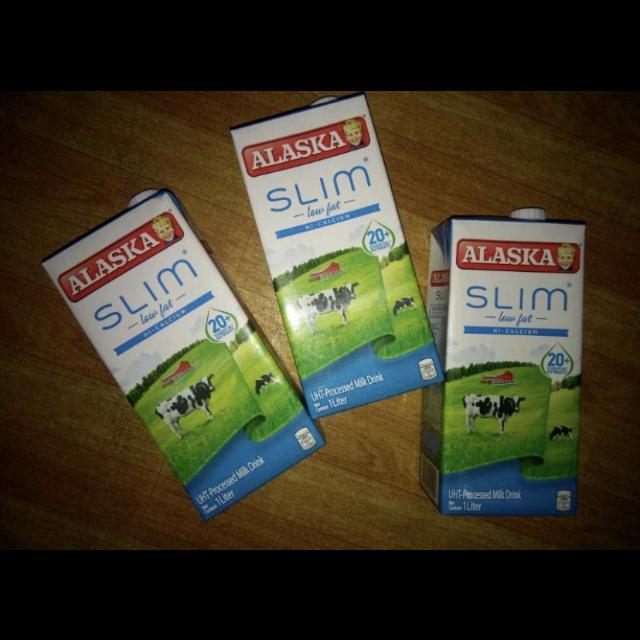 ALASKA
SLIM
low fat
HI-CALCIUM
20+
UHT-Processed Milk Drink
1 Liter
ALASKA
SLIM
low fat
HI-CALCIUM
20+
UHT-Processed Milk Drink
1 Liter
ALASKA
SLIM
low fat
HI-CALCIUM
20+
UHT-Processed Milk Drink
1 Liter